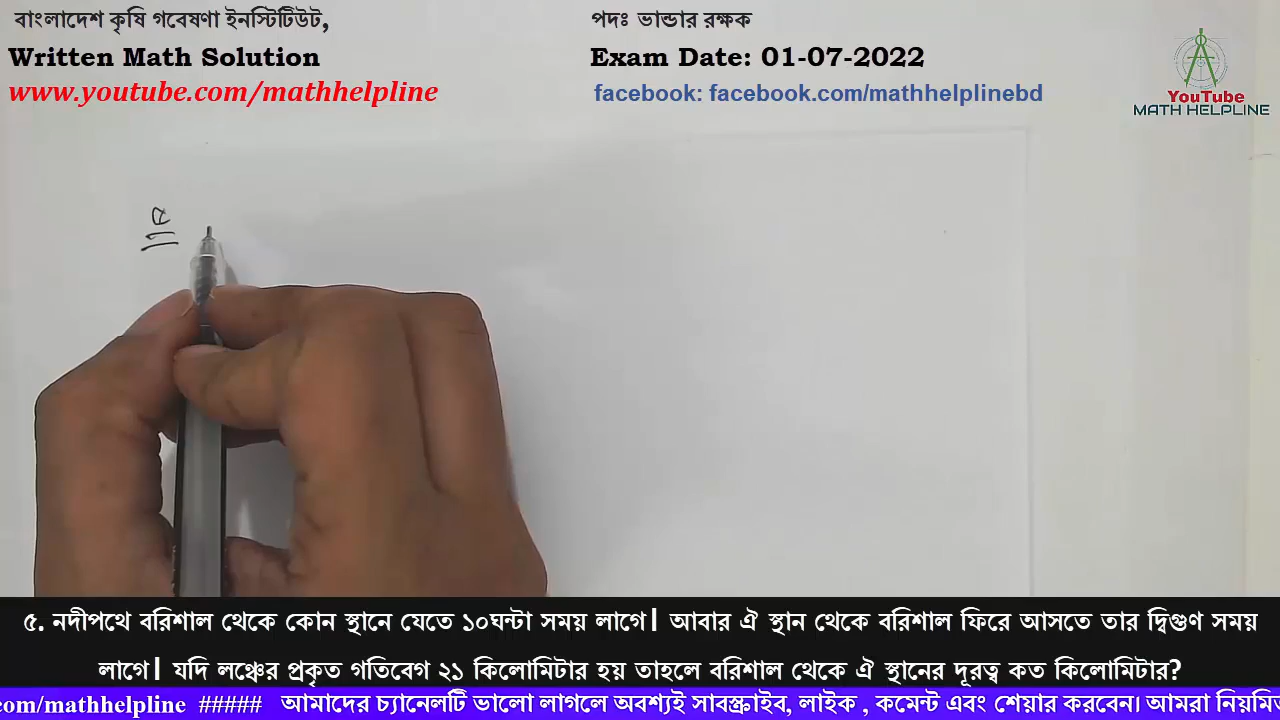 বাংলাদেশ কৃষি গবেষণা ইনস্টিটিউট,
পদঃ ভান্ডার রক্ষক
Written Math Solution
Exam Date: 01-07-2022
www.youtube.com/mathhelpline
facebook: facebook.com/mathhelplinebd
YouTube
MATH HELPLINE
৫
৫. নদীপথে বরিশাল থেকে কোন স্থানে যেতে ১০ঘন্টা সময় লাগে| আবার ঐ স্থান থেকে বরিশাল ফিরে আসতে তার দ্বিগুণ সময়
লাগে| যদি লঞ্চের প্রকৃত গতিবেগ ২১ কিলোমিটার হয় তাহলে বরিশাল থেকে ঐ স্থানের দূরত্ব কত কিলোমিটার?
com/mathhelpline ##### আমাদের চ্যানেলটি ভালো লাগলে অবশ্যই সাবস্ক্রাইব, লাইক , কমেন্ট এবং শেয়ার করবেন। আমরা নিয়মি